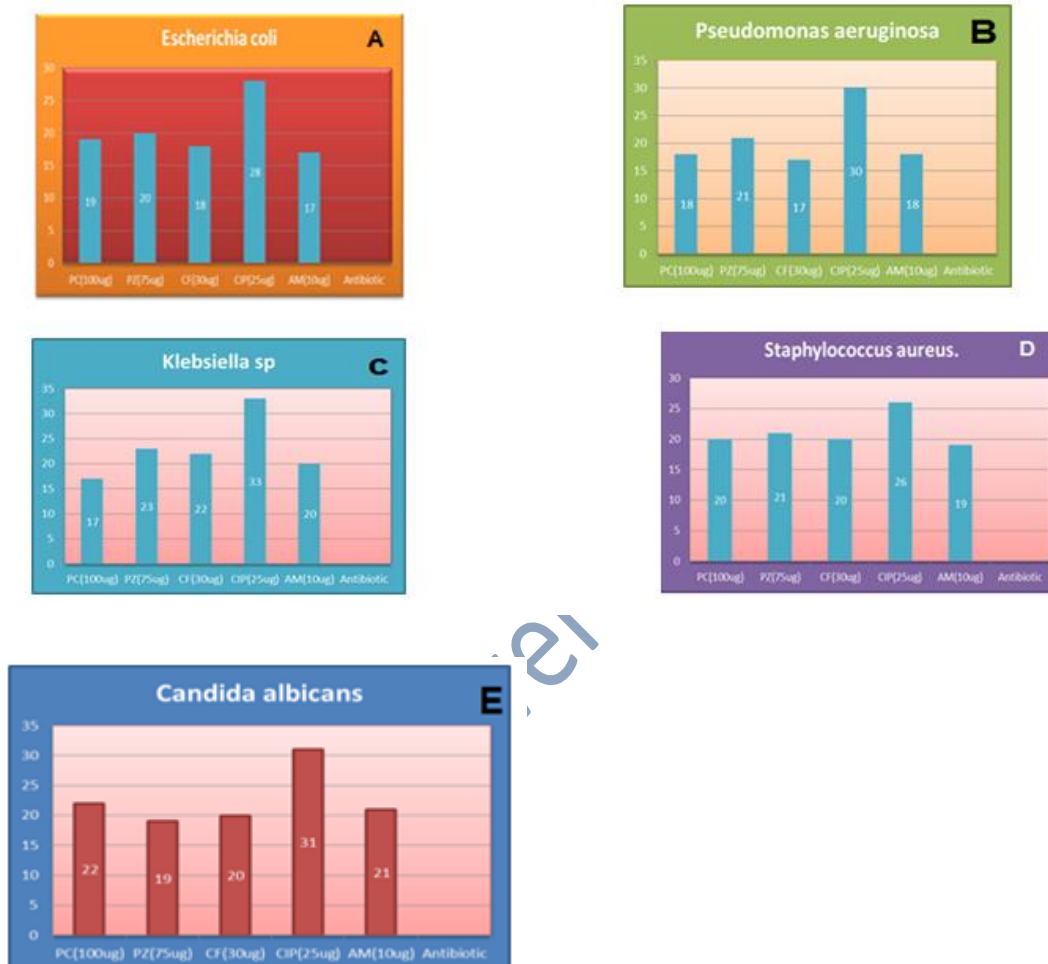 Escherichia coli A
30
25
20
15
10
5
0
19 20 18 28 17
PC(100ug) PZ(75ug) CF(30ug) CIP(25ug) AM(10ug) Antibiotic
Pseudomonas aeruginosa B
35
30
25
20
15
10
5
0
18 21 17 30 18
PC(100ug) PZ(75ug) CF(30ug) CIP(25ug) AM(10ug) Antibiotic
Klebsiella sp C
35
30
25
20
15
10
5
0
17 23 22 33 20
PC(100ug) PZ(75ug) CF(30ug) CIP(25ug) AM(10ug) Antibiotic
Staphylococcus aureus. D
30
25
20
15
10
5
0
20 21 20 26 19
PC(100ug) PZ(75ug) CF(30ug) CIP(25ug) AM(10ug) Antibiotic
Candida albicans E
35
30
25
20
15
10
5
0
22 19 20 31 21
PC(100ug) PZ(75ug) CF(30ug) CIP(25ug) AM(10ug) Antibiotic